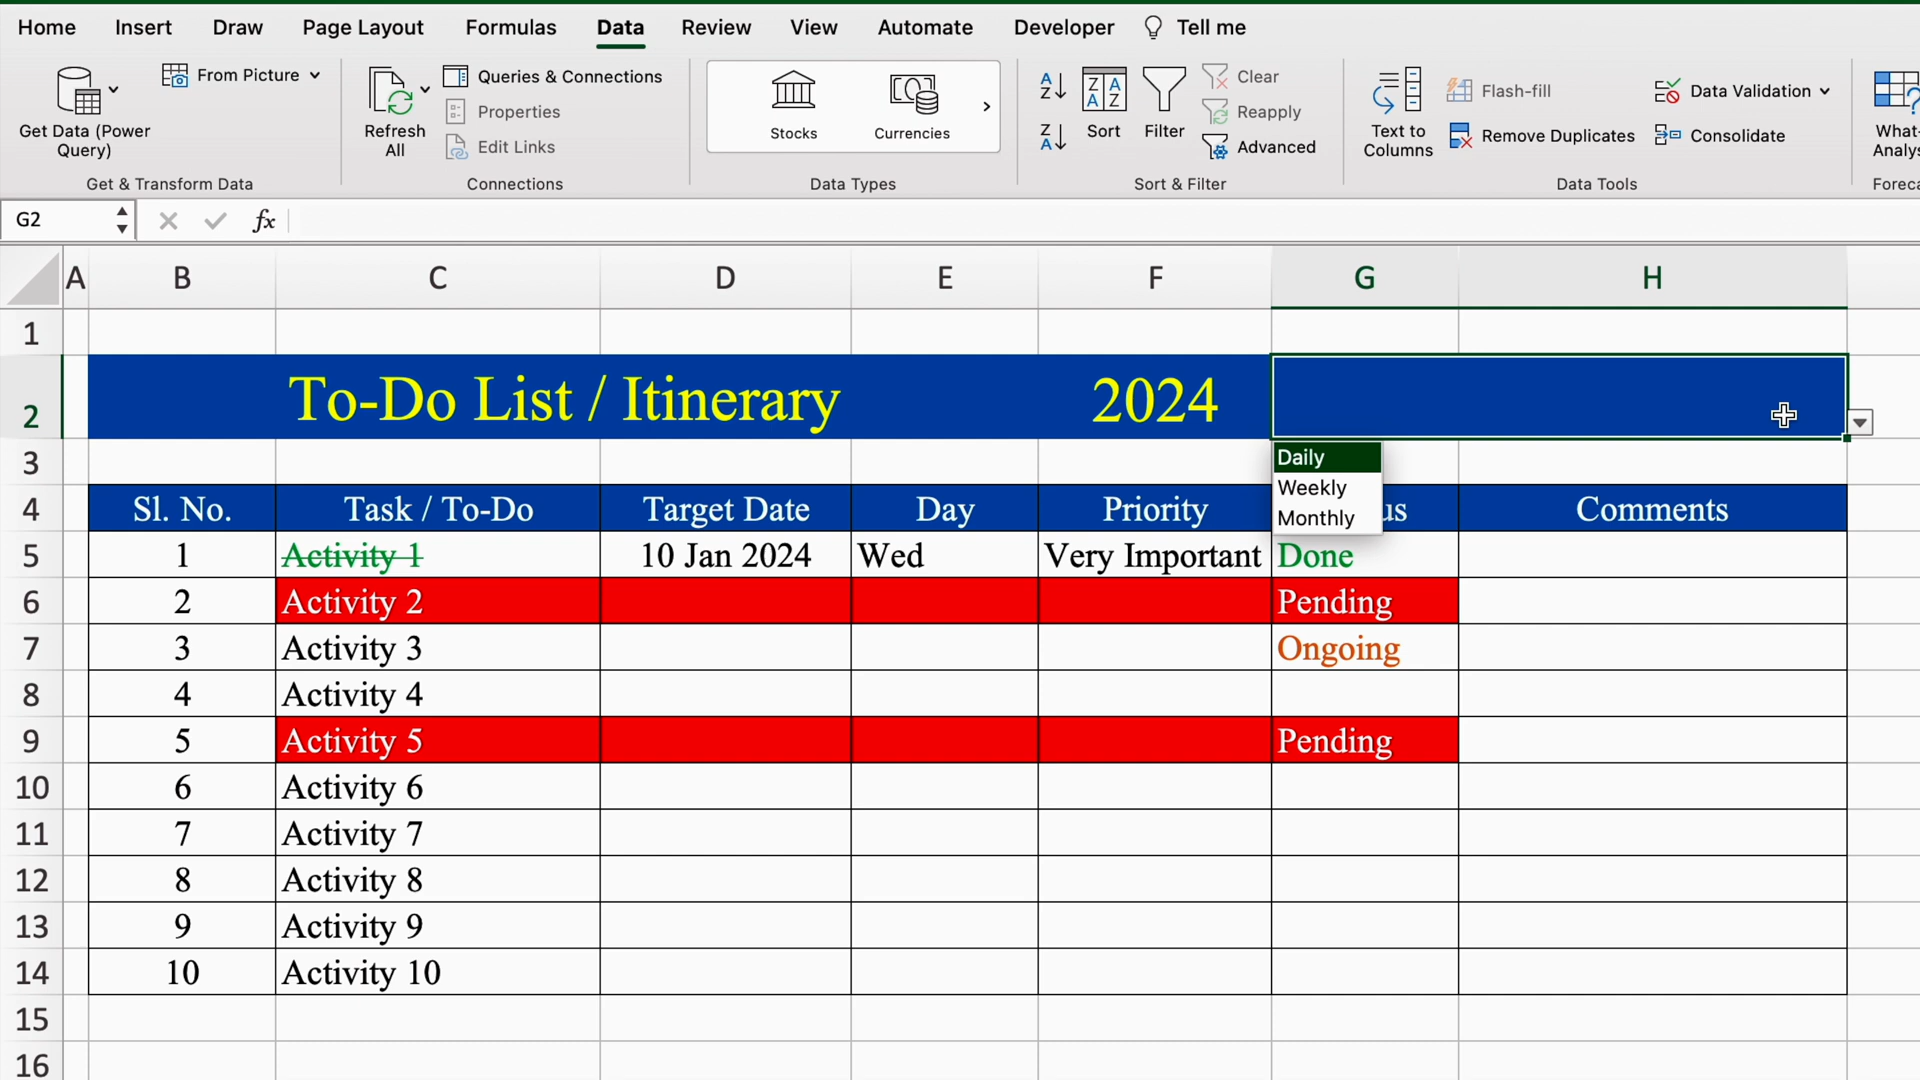 Home Insert Draw Page Layout Formulas Data Review View Automate Developer Tell me
From Picture
Get Data (Power
Query)
Get & Transform Data
Refresh
All
Queries & Connections
Properties
Edit Links
Connections
Stocks Currencies
Data Types
Sort Filter
Clear
Reapply
Advanced
Sort & Filter
Text to
Columns
Flash-fill
Remove Duplicates
Data Validation
Consolidate
Data Tools
What-
Analys
Foreca
G2 fx
A B C D E F G H
1
2 To-Do List / Itinerary 2024
Daily
Weekly
Monthly
3
4 Sl. No. Task / To-Do Target Date Day Priority us Comments
5 1 Activity 1 10 Jan 2024 Wed Very Important Done
6 2 Activity 2 Pending
7 3 Activity 3 Ongoing
8 4 Activity 4
9 5 Activity 5 Pending
10 6 Activity 6
11 7 Activity 7
12 8 Activity 8
13 9 Activity 9
14 10 Activity 10
15
16